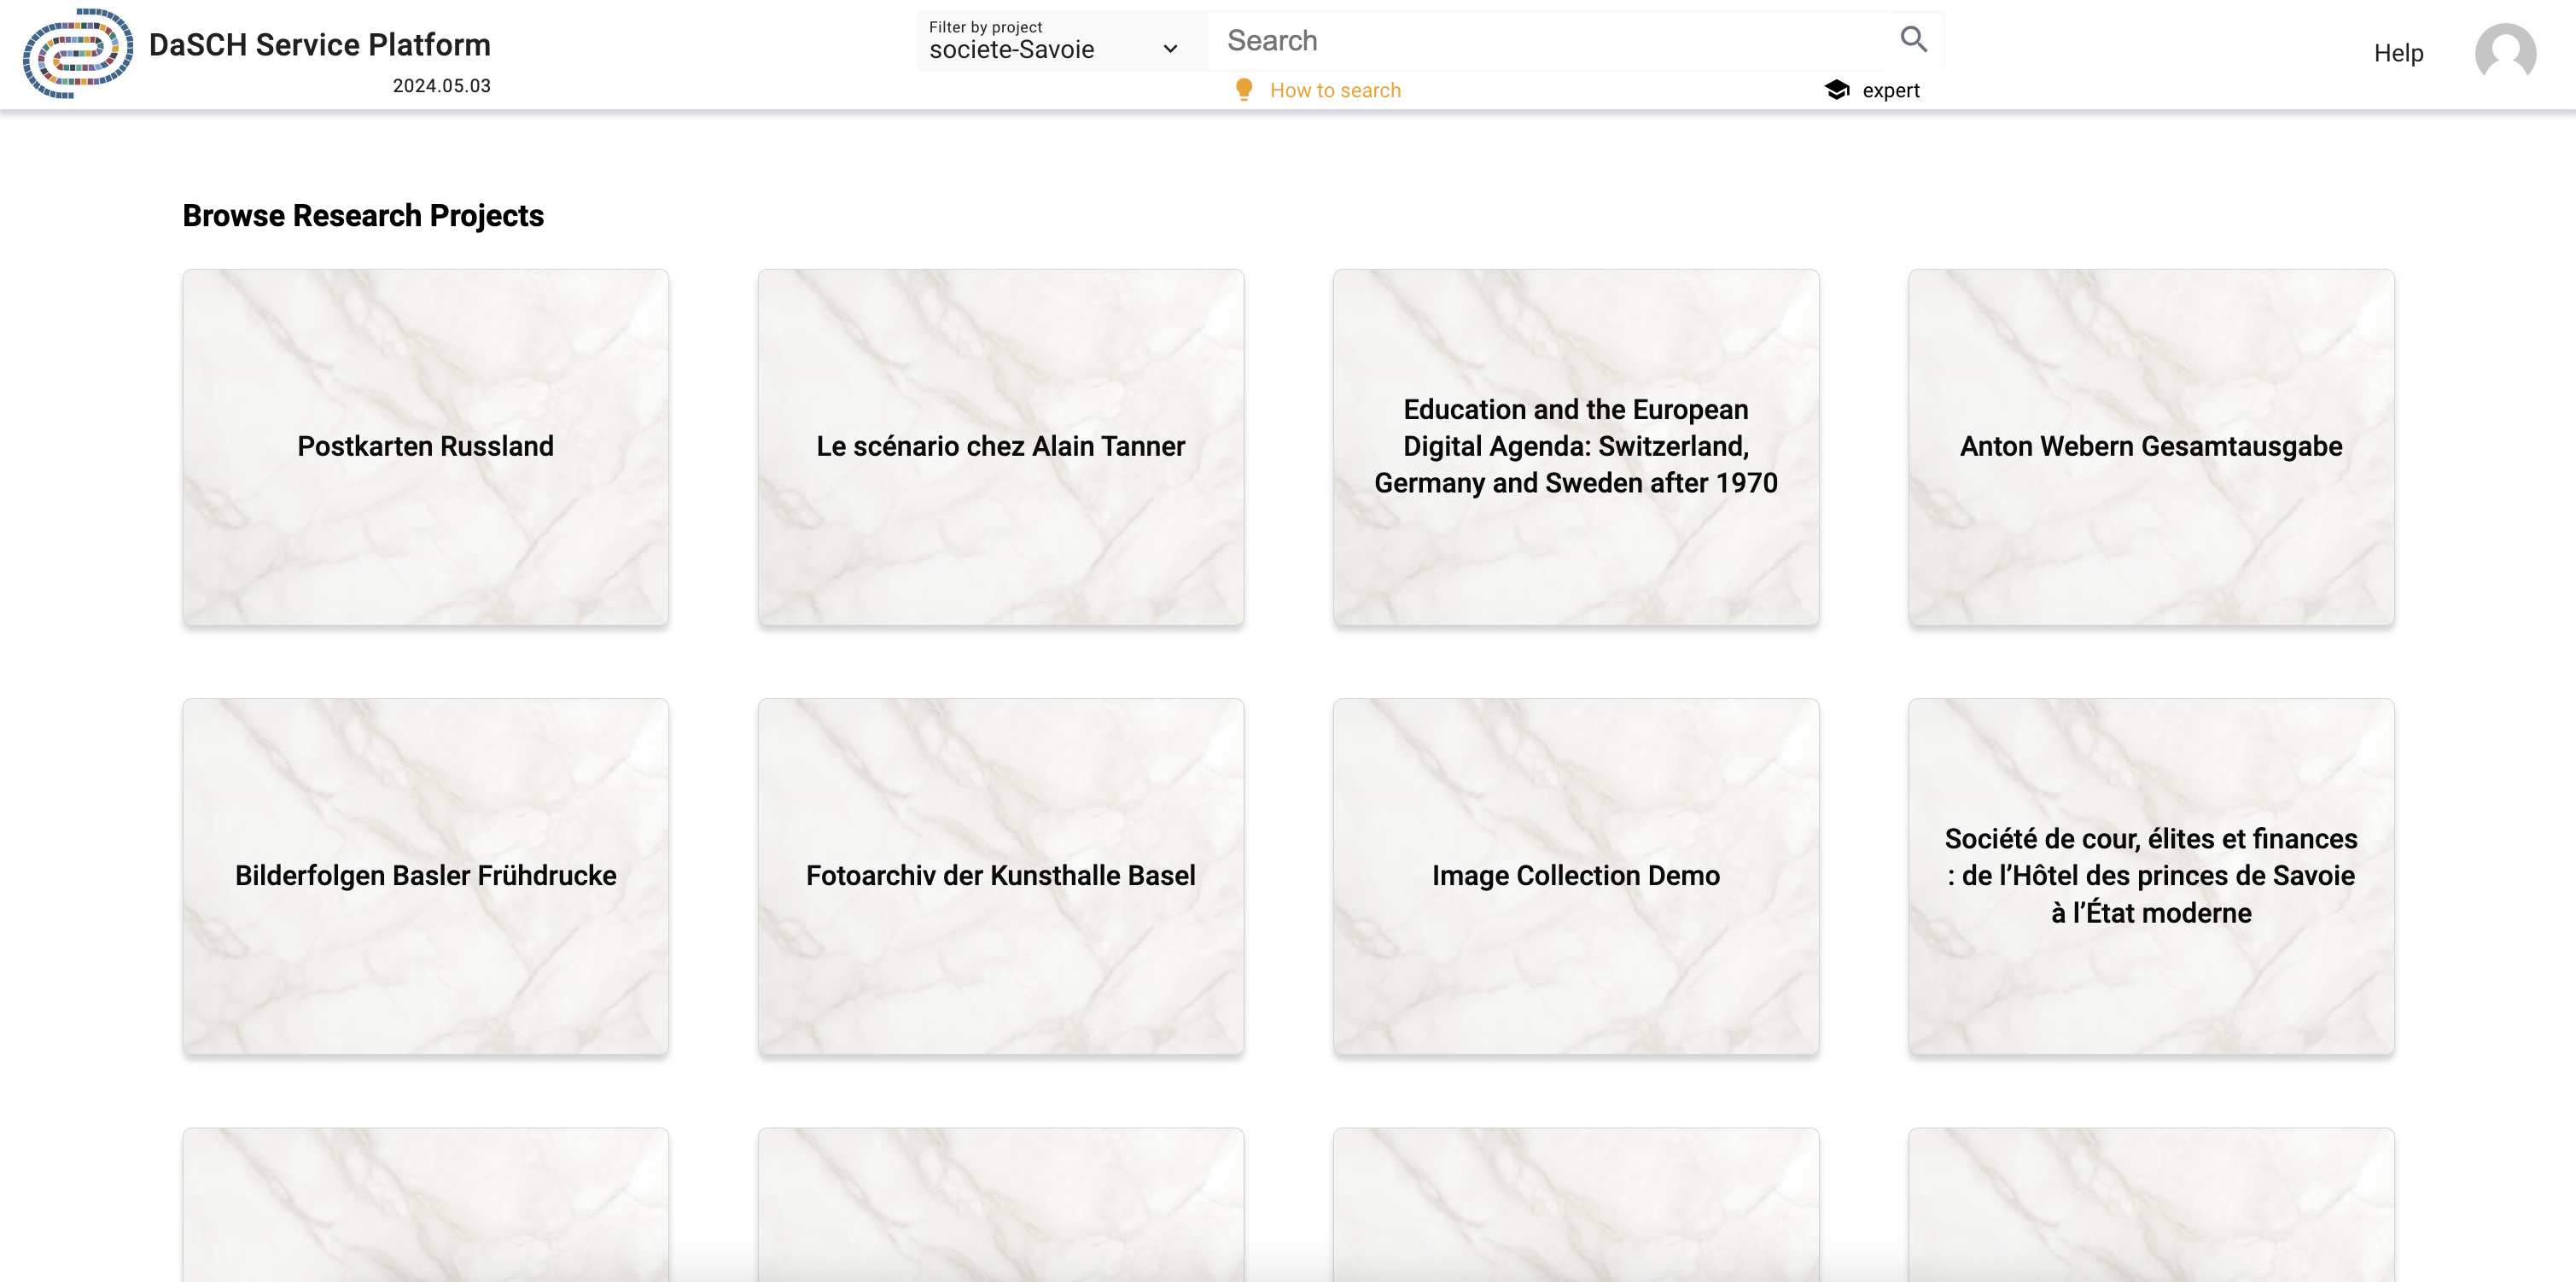 DaSCH Service Platform
2024.05.03
Filter by project
societe-Savoie
Search
How to search
expert
Help
Browse Research Projects
Postkarten Russland
Le scénario chez Alain Tanner
Education and the European
Digital Agenda: Switzerland,
Germany and Sweden after 1970
Anton Webern Gesamtausgabe
Bilderfolgen Basler Frühdrucke
Fotoarchiv der Kunsthalle Basel
Image Collection Demo
Société de cour, élites et finances
: de l’Hôtel des princes de Savoie
à l’État moderne